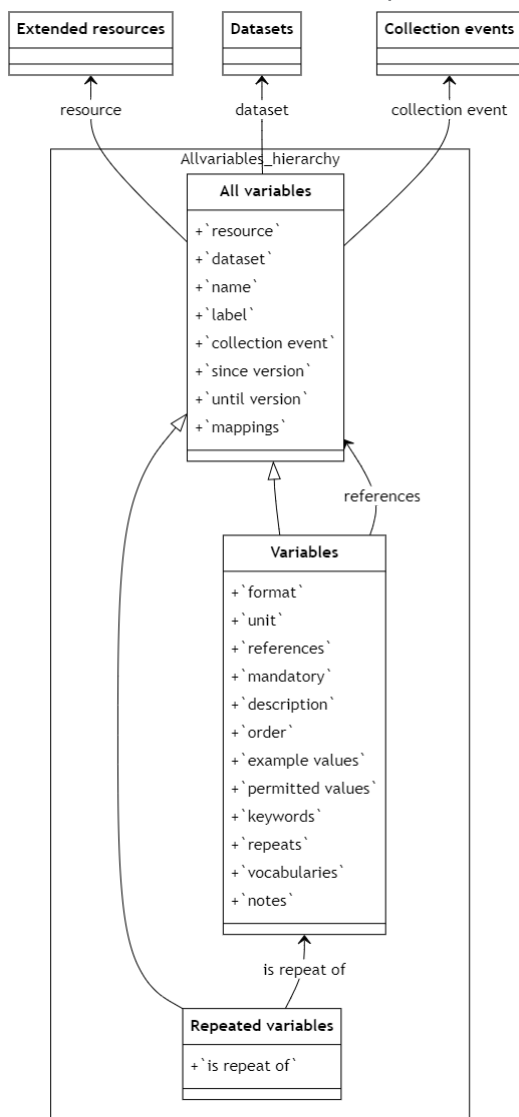 Extended resources
Datasets
Collection events
resource
dataset
collection event
Allvariables_hierarchy
All variables
+`resource`
+`dataset`
+`name`
+`label`
+`collection event`
+`since version`
+`until version`
+`mappings`
references
Variables
+`format`
+`unit`
+`references`
+`mandatory`
+`description`
+`order`
+`example values`
+`permitted values`
+`keywords`
+`repeats`
+`vocabularies`
+`notes`
is repeat of
Repeated variables
+`is repeat of`